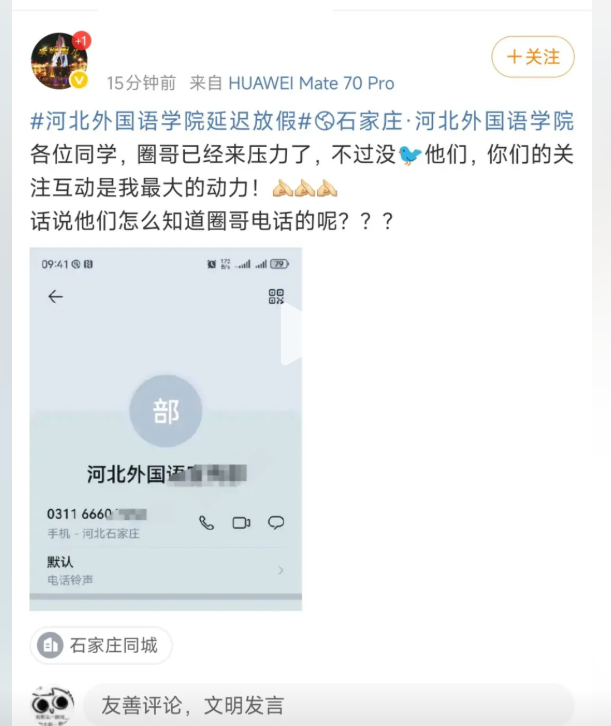 +1
15分钟前 来自 HUAWEI Mate 70 Pro
+关注
#河北外国语学院延迟放假#石家庄·河北外国语学院
各位同学，圈哥已经来压力了，不过没🐦他们，你们的关
注互动是我最大的动力！
话说他们怎么知道圈哥电话的呢？？？
09:41
79
部
河北外国语
0311 6660
手机 - 河北石家庄
默认
电话铃声
石家庄同城
友善评论，文明发言